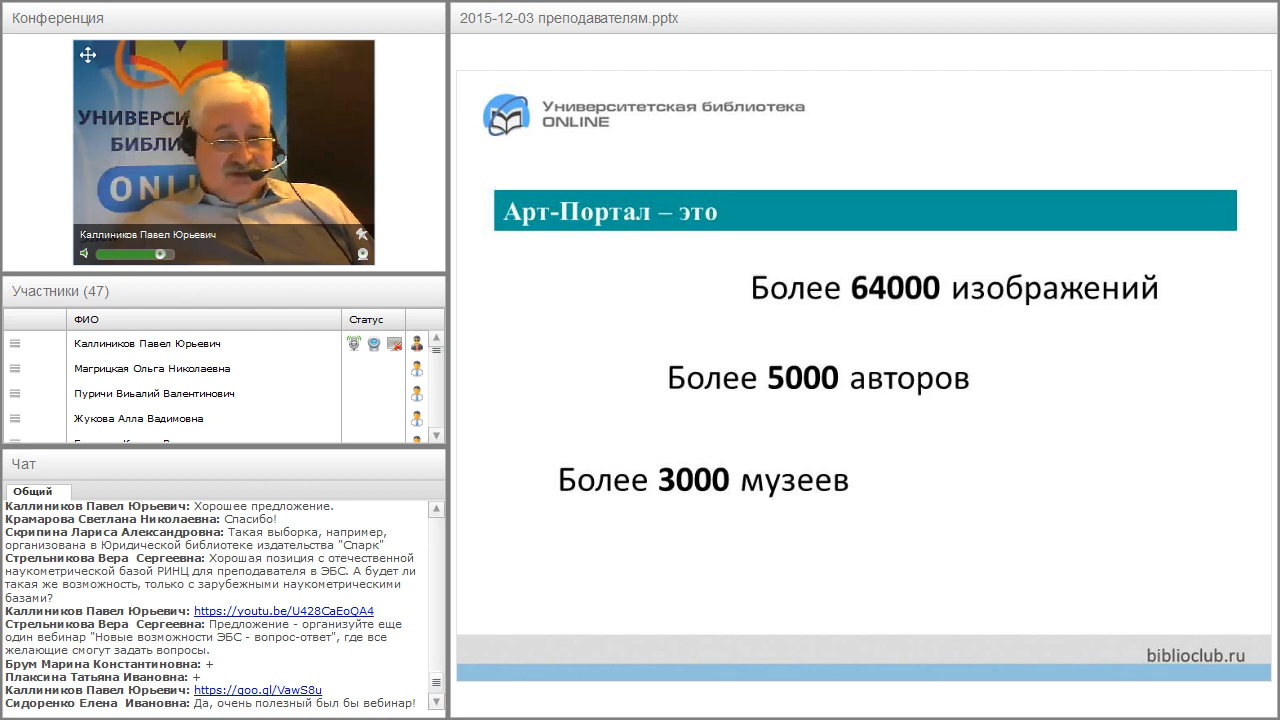 Конференция
УНИВЕРСИ
БИБЛИ
ONLI
Каллиников Павел Юрьевич
Участники (47)
ФИО
Статус
Каллиников Павел Юрьевич
Магрицкая Ольга Николаевна
Пуричи Виьалий Валентинович
Жукова Алла Вадимовна
Чат
Общий
Каллиников Павел Юрьевич: Хорошее предложение.
Крамарова Светлана Николаевна: Спасибо!
Скрипина Лариса Александровна: Такая выборка, например,
организована в Юридической библиотеке издательства "Спарк"
Стрельникова Вера Сергеевна: Хорошая позиция с отечественной
наукометрической базой РИНЦ для преподавателя в ЭБС. А будет ли
такая же возможность, только с зарубежными наукометрическими
базами?
Каллиников Павел Юрьевич: https://youtu.be/U428CaEoQA4
Стрельникова Вера Сергеевна: Предложение - организуйте еще
один вебинар "Новые возможности ЭБС - вопрос-ответ", где все
желающие смогут задать вопросы.
Брум Марина Константиновна: +
Плаксина Татьяна Ивановна: +
Каллиников Павел Юрьевич: https://goo.gl/VawS8u
Сидоренко Елена Ивановна: Да, очень полезный был бы вебинар!
2015-12-03 преподавателям.pptx
Университетская библиотека
ONLINE
Арт-Портал – это
Более 64000 изображений
Более 5000 авторов
Более 3000 музеев
biblioclub.ru